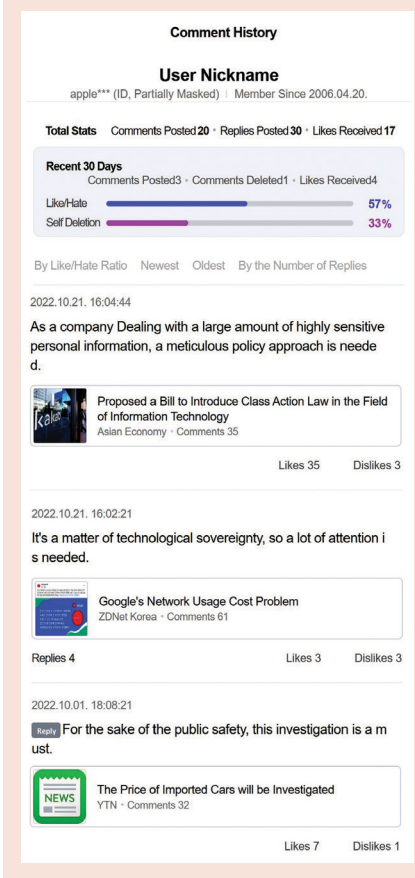 Comment History
User Nickname
apple*** (ID, Partially Masked) | Member Since 2006.04.20.
Total Stats Comments Posted 20 · Replies Posted 30 · Likes Received 17
Recent 30 Days
Comments Posted3 · Comments Deleted1 · Likes Received4
Like/Hate 57%
Self Deletion 33%
By Like/Hate Ratio Newest Oldest By the Number of Replies
2022.10.21. 16:04:44
As a company Dealing with a large amount of highly sensitive
personal information, a meticulous policy approach is neede
d.
kakao
Proposed a Bill to Introduce Class Action Law in the Field
of Information Technology
Asian Economy · Comments 35
Likes 35 Dislikes 3
2022.10.21. 16:02:21
It's a matter of technological sovereignty, so a lot of attention i
s needed.
Google's Network Usage Cost Problem
ZDNet Korea · Comments 61
Replies 4 Likes 3 Dislikes 3
2022.10.01. 18:08:21
Reply For the sake of the public safety, this investigation is a m
ust.
NEWS
The Price of Imported Cars will be Investigated
YTN · Comments 32
Likes 7 Dislikes 1